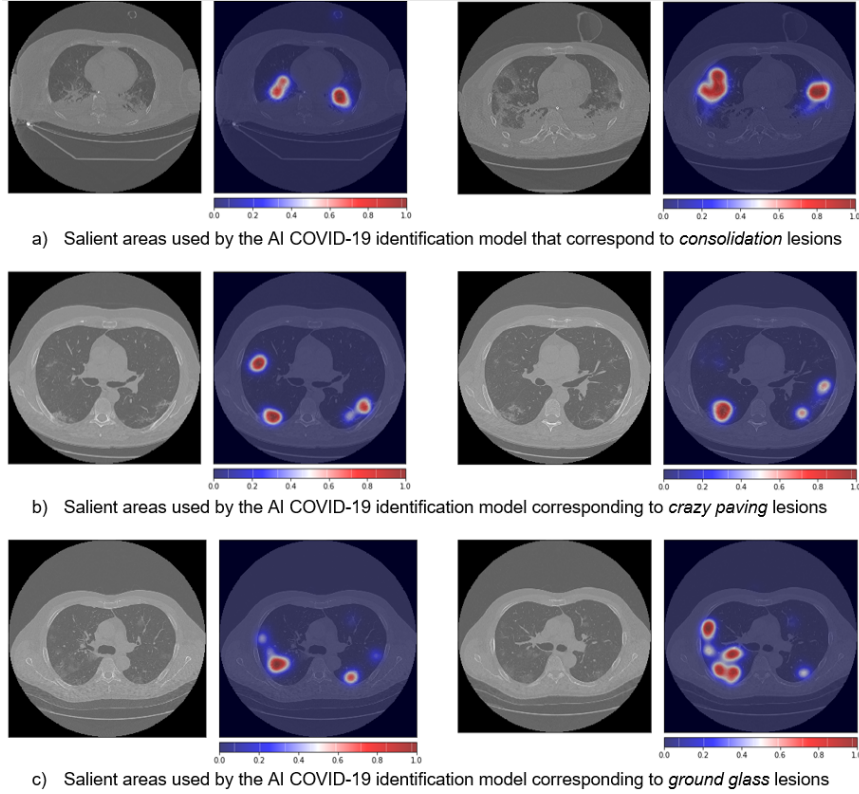 0.0 0.2 0.4 0.6 0.8 1.0 0.0 0.2 0.4 0.6 0.8 1.0
a) Salient areas used by the AI COVID-19 identification model that correspond to consolidation lesions
0.0 0.2 0.4 0.6 0.8 1.0 0.0 0.2 0.4 0.6 0.8 1.0
b) Salient areas used by the AI COVID-19 identification model corresponding to crazy paving lesions
0.0 0.2 0.4 0.6 0.8 1.0 0.0 0.2 0.4 0.6 0.8 1.0
c) Salient areas used by the AI COVID-19 identification model corresponding to ground glass lesions